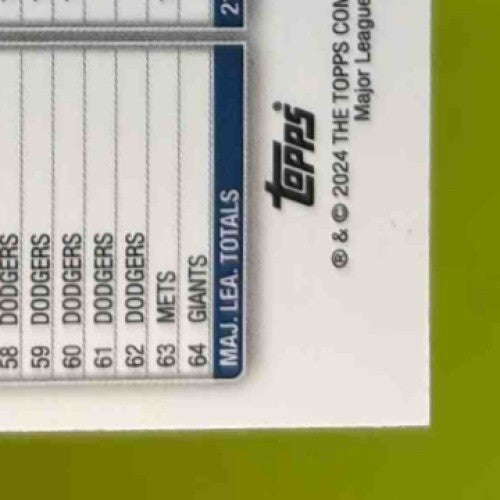 58 DODGERS
59 DODGERS
60 DODGERS
61 DODGERS
62 DODGERS
63 METS
64 GIANTS
MAJ. LEA. TOTALS
topps®
® & © 2024 THE TOPPS COM
Major League